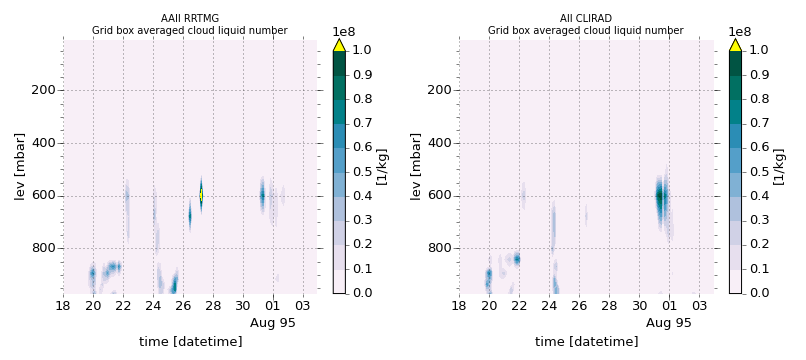 AAII RRTMG
Grid box averaged cloud liquid number
1e8
200
400
600
800
lev [mbar]
18 20 22 24 26 28 30 01 03
Aug 95
time [datetime]
1.0
0.9
0.8
0.7
0.6
0.5
0.4
0.3
0.2
0.1
0.0
[1/kg]
AII CLIRAD
Grid box averaged cloud liquid number
1e8
200
400
600
800
lev [mbar]
18 20 22 24 26 28 30 01 03
Aug 95
time [datetime]
1.0
0.9
0.8
0.7
0.6
0.5
0.4
0.3
0.2
0.1
0.0
[1/kg]